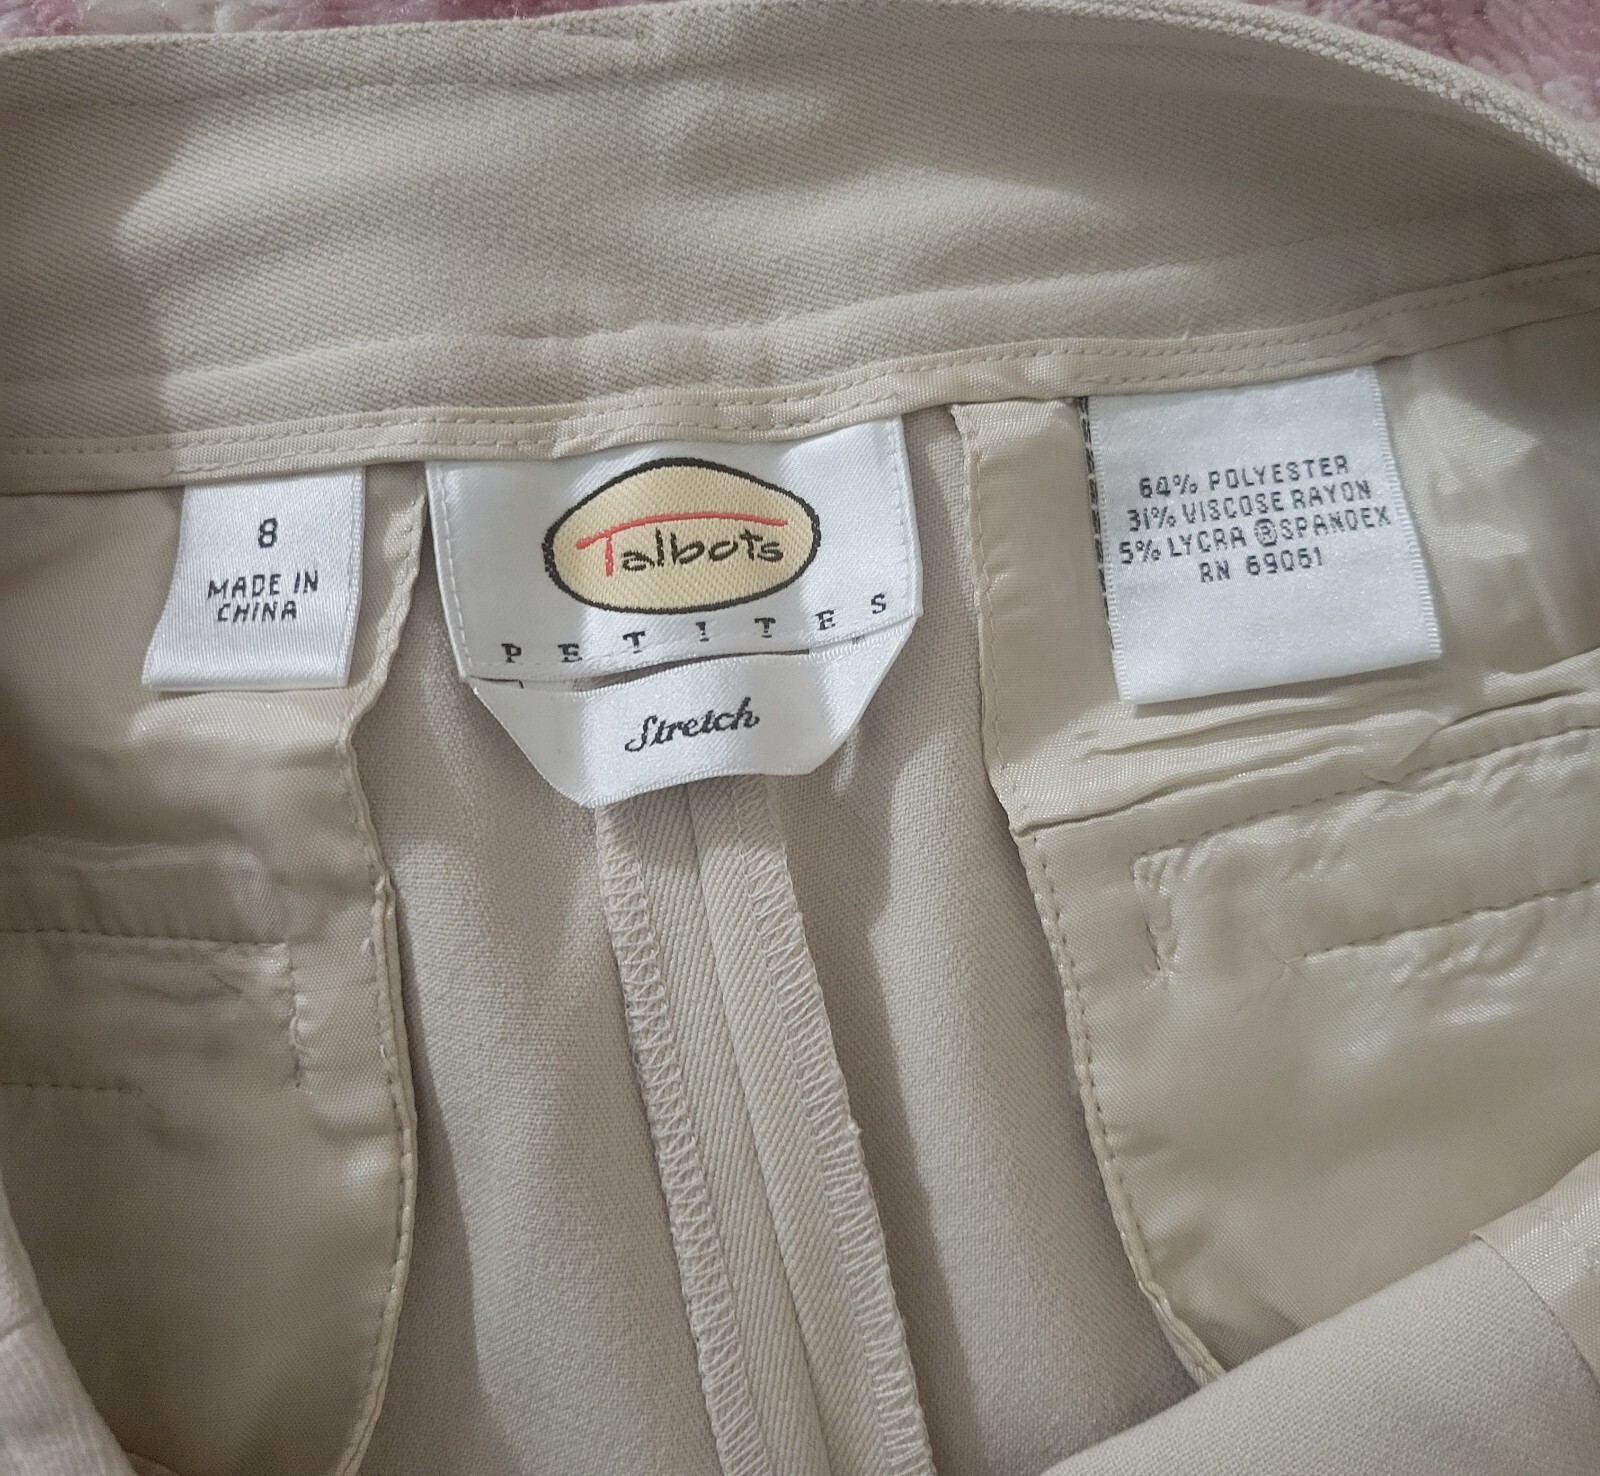 8
MADE IN
CHINA
Talbots
PETITES
Stretch
64% POLYESTER
31% VISCOSE RAYON
5% LYCRA ® SPANDEX
RN 69061